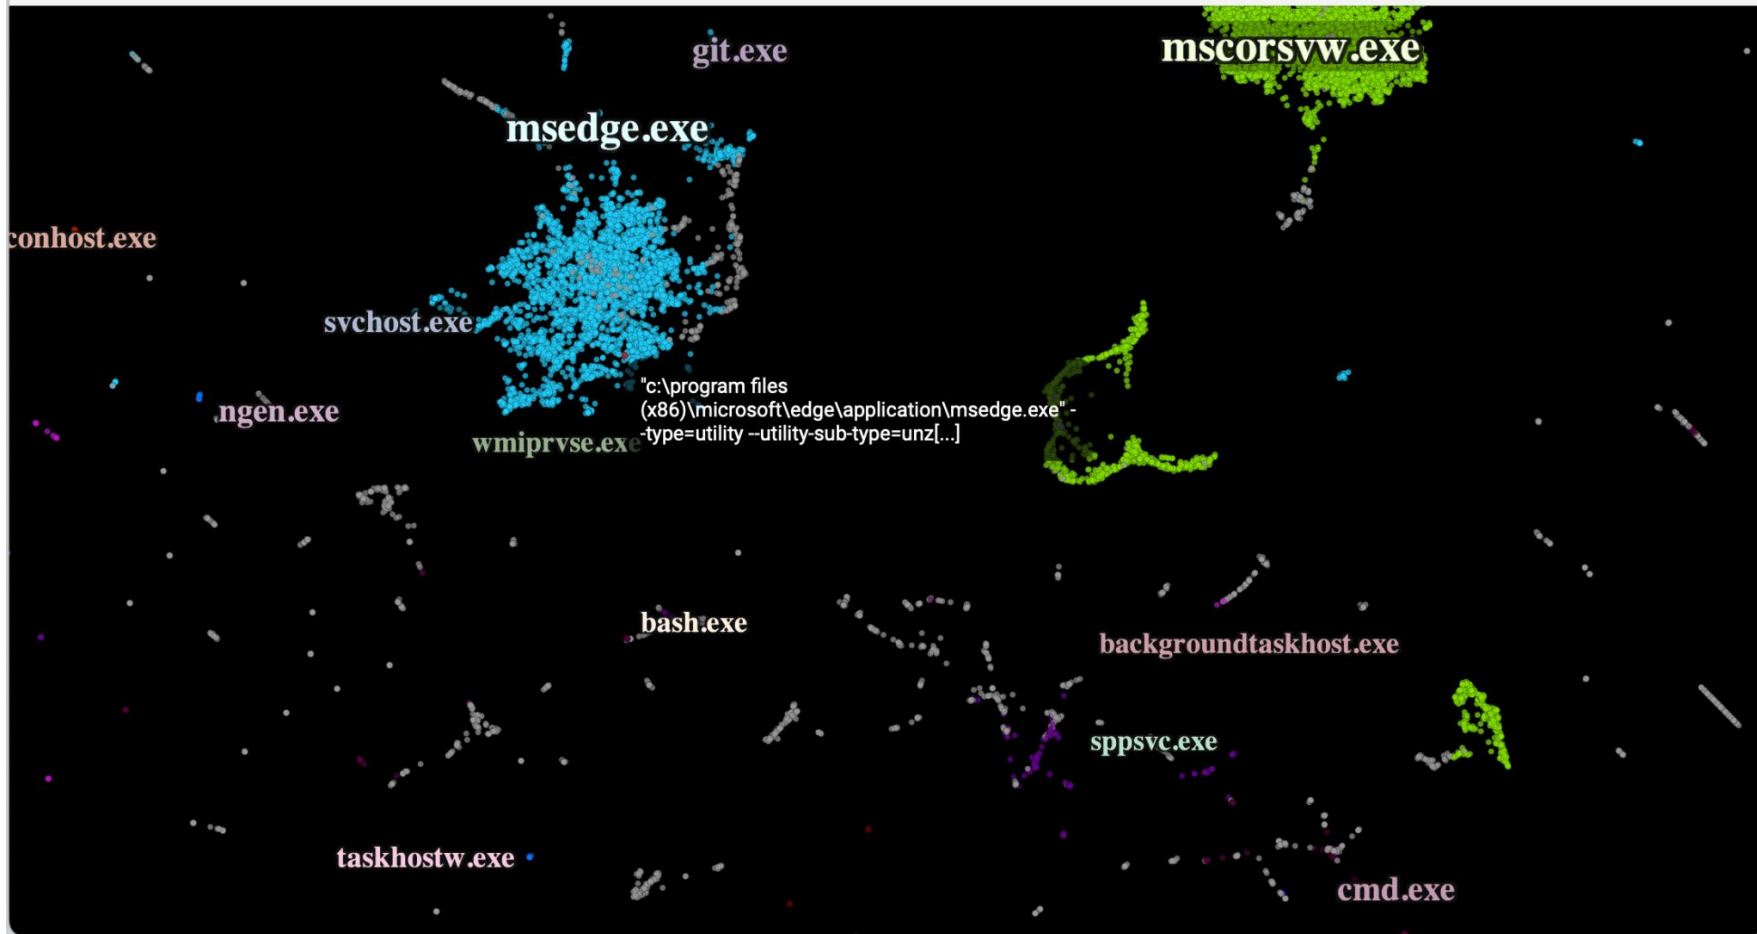 git.exe
mscorsvw.exe
msedge.exe
conhost.exe
svchost.exe
"c:\program files
(x86)\microsoft\edge\application\msedge.exe" -
-type=utility --utility-sub-type=unz[...]
ngen.exe
wmiprvse.exe
bash.exe
backgroundtaskhost.exe
sppsvc.exe
taskhostw.exe
cmd.exe